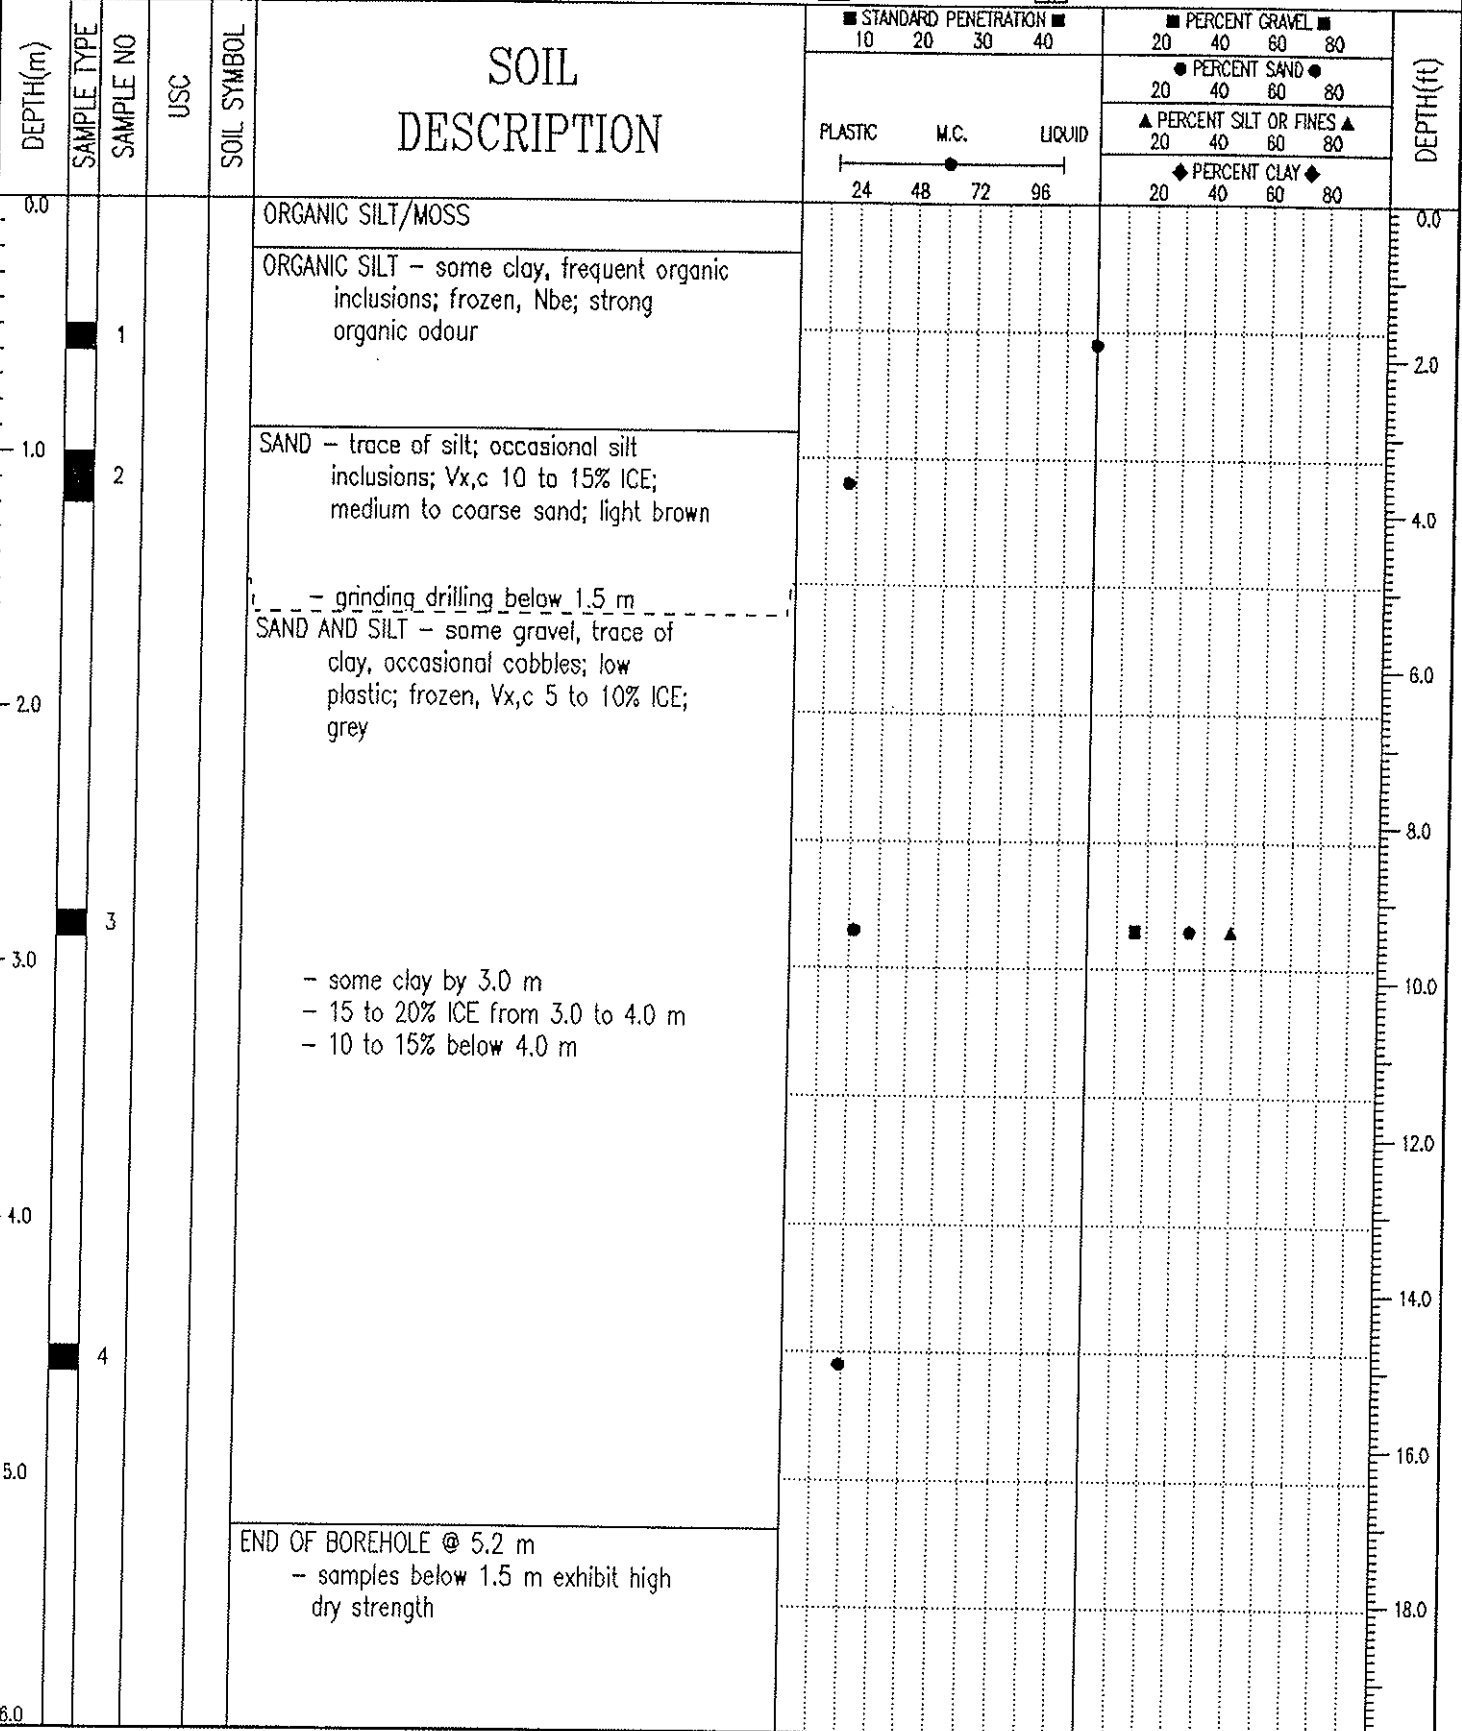 DEPTH(m)
SAMPLE TYPE
SAMPLE NO
USC
SOIL SYMBOL
SOIL
DESCRIPTION
■ STANDARD PENETRATION ■
10 20 30 40
PLASTIC M.C. LIQUID
24 48 72 96
■ PERCENT GRAVEL ■
20 40 60 80
● PERCENT SAND ●
20 40 60 80
▲ PERCENT SILT OR FINES ▲
20 40 60 80
◆ PERCENT CLAY ◆
20 40 60 80
DEPTH(ft)
0.0
ORGANIC SILT/MOSS
0.0
ORGANIC SILT – some clay, frequent organic
inclusions; frozen, Nbe; strong
organic odour
1
2.0
1.0
SAND – trace of silt; occasional silt
inclusions; Vx,c 10 to 15% ICE;
medium to coarse sand; light brown
2
4.0
– grinding drilling below 1.5 m
SAND AND SILT – some gravel, trace of
clay, occasional cobbles; low
plastic; frozen, Vx,c 5 to 10% ICE;
grey
6.0
2.0
8.0
3
3.0
– some clay by 3.0 m
– 15 to 20% ICE from 3.0 to 4.0 m
– 10 to 15% below 4.0 m
10.0
12.0
4.0
14.0
4
16.0
5.0
END OF BOREHOLE @ 5.2 m
– samples below 1.5 m exhibit high
dry strength
18.0
6.0